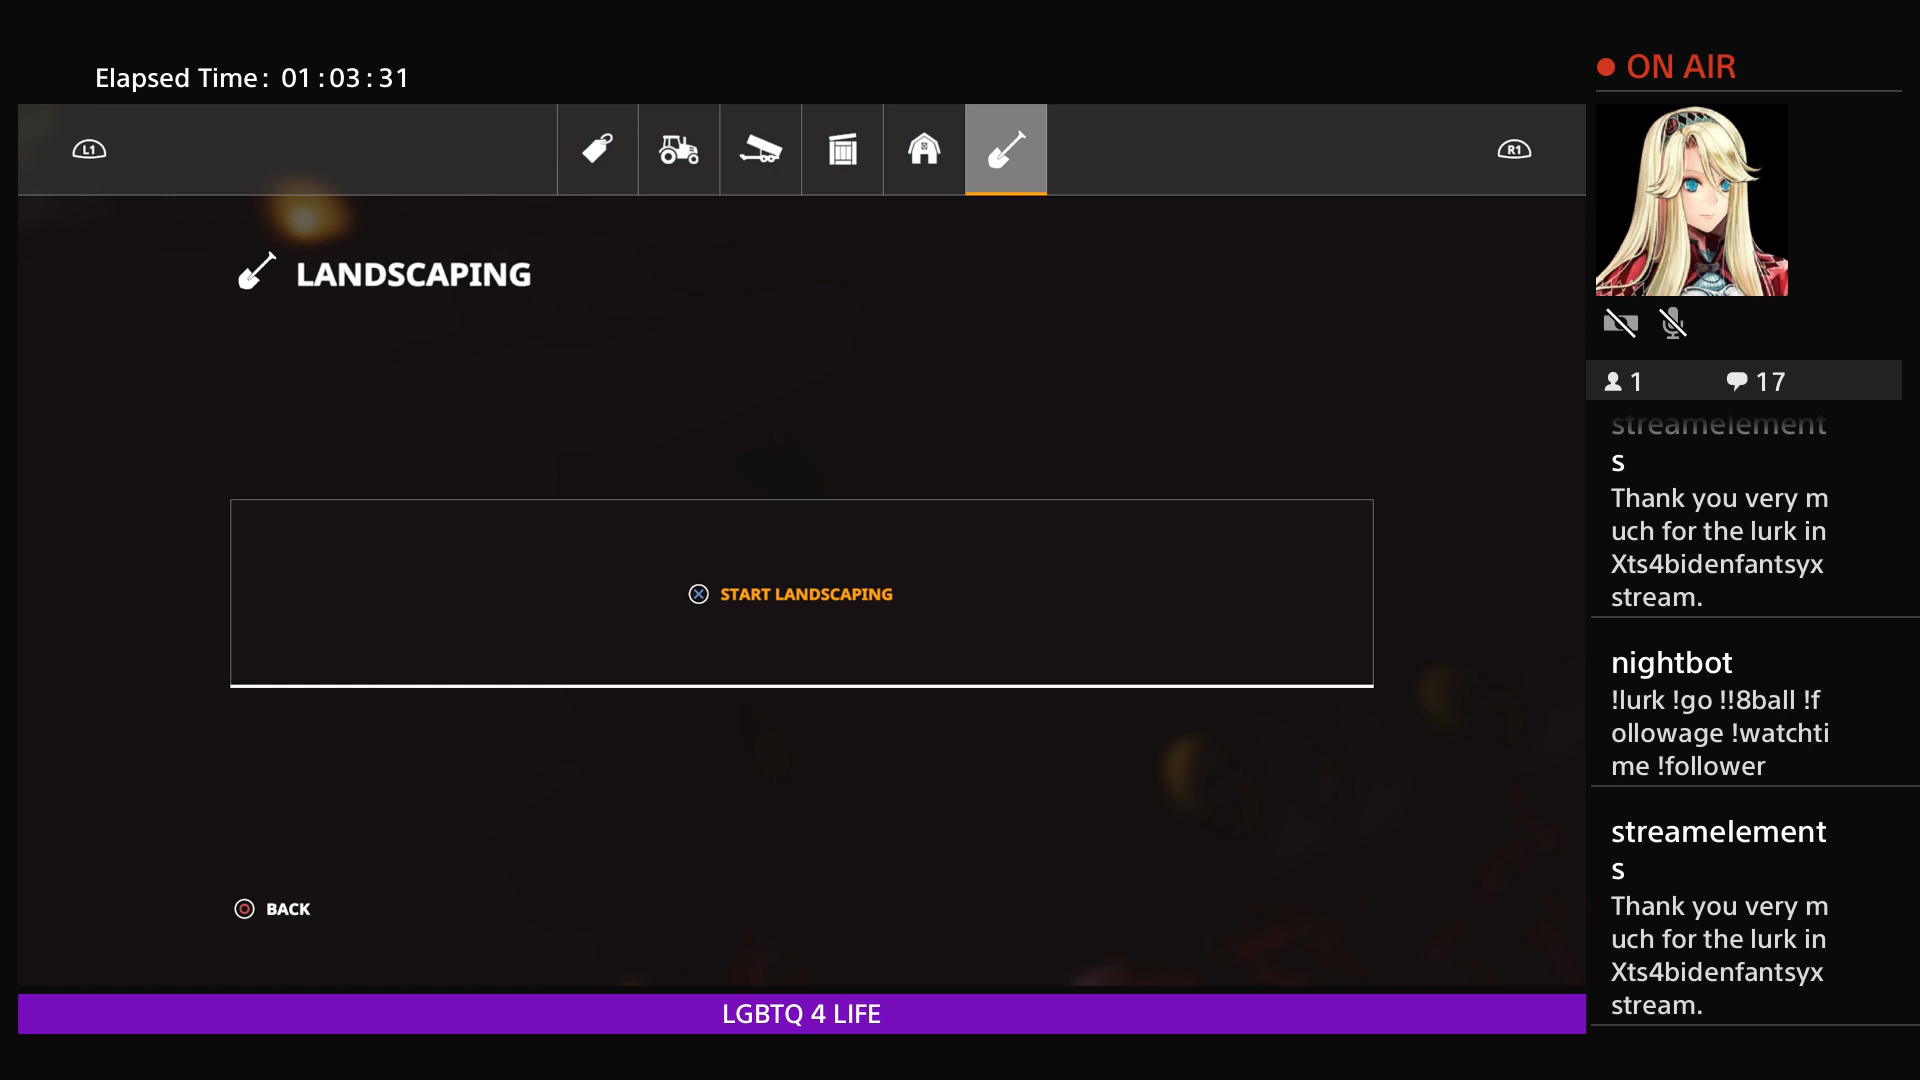 Elapsed Time: 01:03:31
ON AIR
L1
R1
LANDSCAPING
1
17
streamelement
s
Thank you very m
uch for the lurk in
Xts4bidenfantsyx
stream.
START LANDSCAPING
nightbot
!lurk !go !!8ball !f
ollowage !watchti
me !follower
streamelement
s
Thank you very m
uch for the lurk in
Xts4bidenfantsyx
stream.
BACK
LGBTQ 4 LIFE